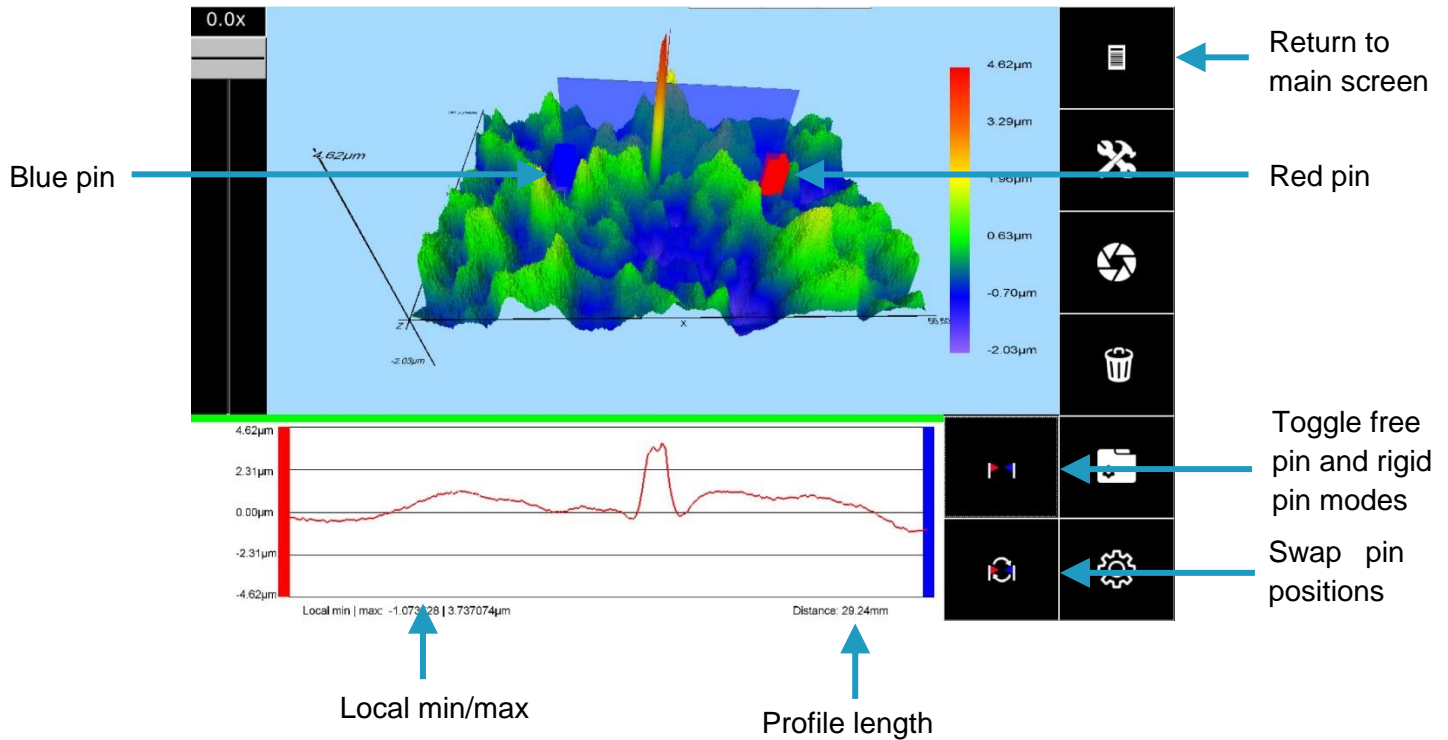 0.0x
Return to
main screen
4.62µm
3.29µm
4.62µm
Blue pin
1.96µm
Red pin
0.63µm
-0.70µm
Z
X
-2.03µm
-2.03µm
Toggle free
pin and rigid
pin modes
4.62µm
2.31µm
0.00µm
-2.31µm
-4.62µm
Swap pin
positions
Local min | max: -1.073 28 | 3.737074µm
Distance: 29.24mm
Local min/max
Profile length